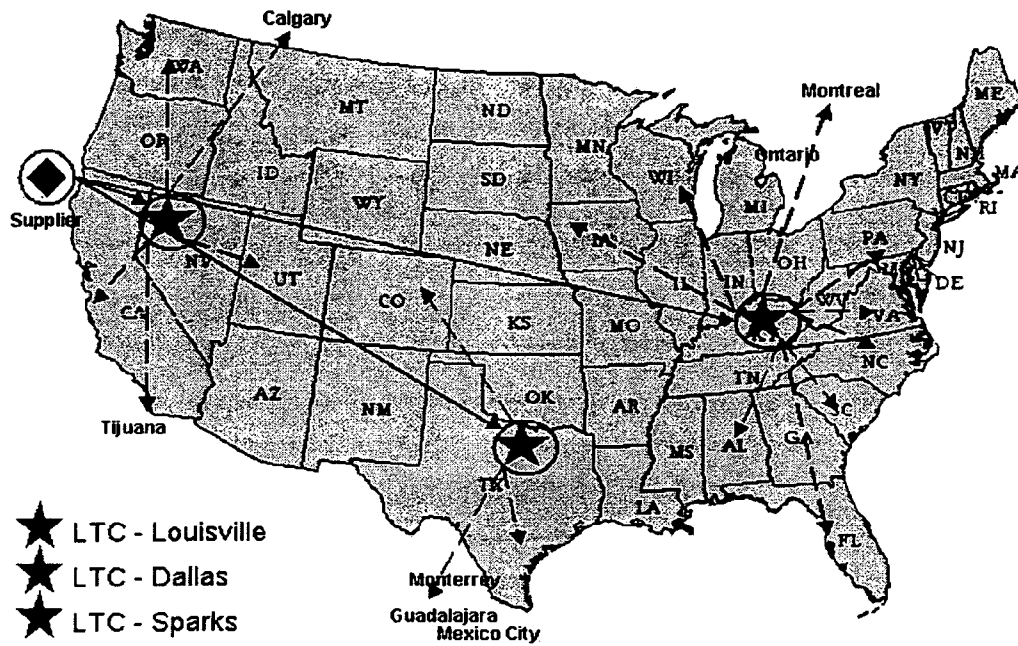 Calgary
WA
MT
ND
ME
Montreal
OR
MN
VT
NH
Ontario
ID
SD
WI
NY
MA
WY
MI
CT
RI
Supplier
NE
IA
PA
NJ
NV
UT
IL
IN
OH
DE
CO
WV
CA
KS
MO
VA
TN
NC
AZ
NM
OK
AR
SC
Tijuana
MS
AL
GA
TX
LA
LTC - Louisville
FL
LTC - Dallas
Monterrey
LTC - Sparks
Guadalajara
Mexico City